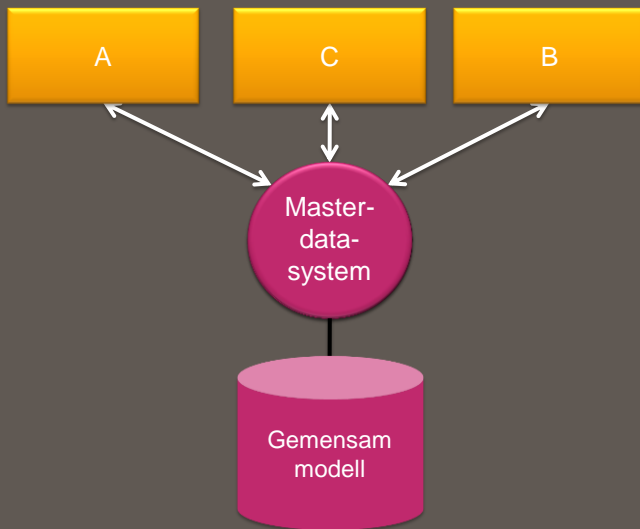 A
C
B
Master-
data-
system
Gemensam
modell